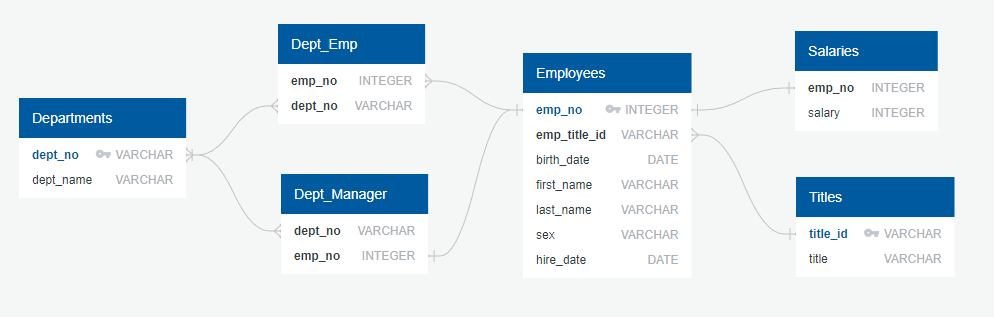 Departments
dept_no VARCHAR
dept_name VARCHAR
Dept_Emp
emp_no INTEGER
dept_no VARCHAR
Dept_Manager
dept_no VARCHAR
emp_no INTEGER
Employees
emp_no INTEGER
emp_title_id VARCHAR
birth_date DATE
first_name VARCHAR
last_name VARCHAR
sex VARCHAR
hire_date DATE
Salaries
emp_no INTEGER
salary INTEGER
Titles
title_id VARCHAR
title VARCHAR